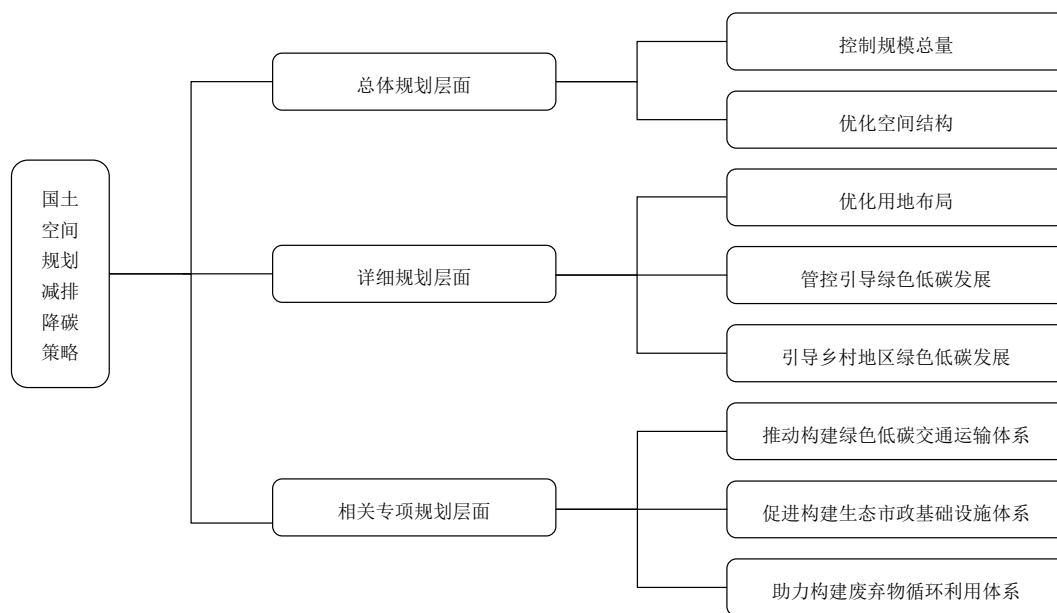 国土
空间
规划
减排
降碳
策略
总体规划层面
控制规模总量
优化空间结构
详细规划层面
优化用地布局
管控引导绿色低碳发展
引导乡村地区绿色低碳发展
相关专项规划层面
推动构建绿色低碳交通运输体系
促进构建生态市政基础设施体系
助力构建废弃物循环利用体系